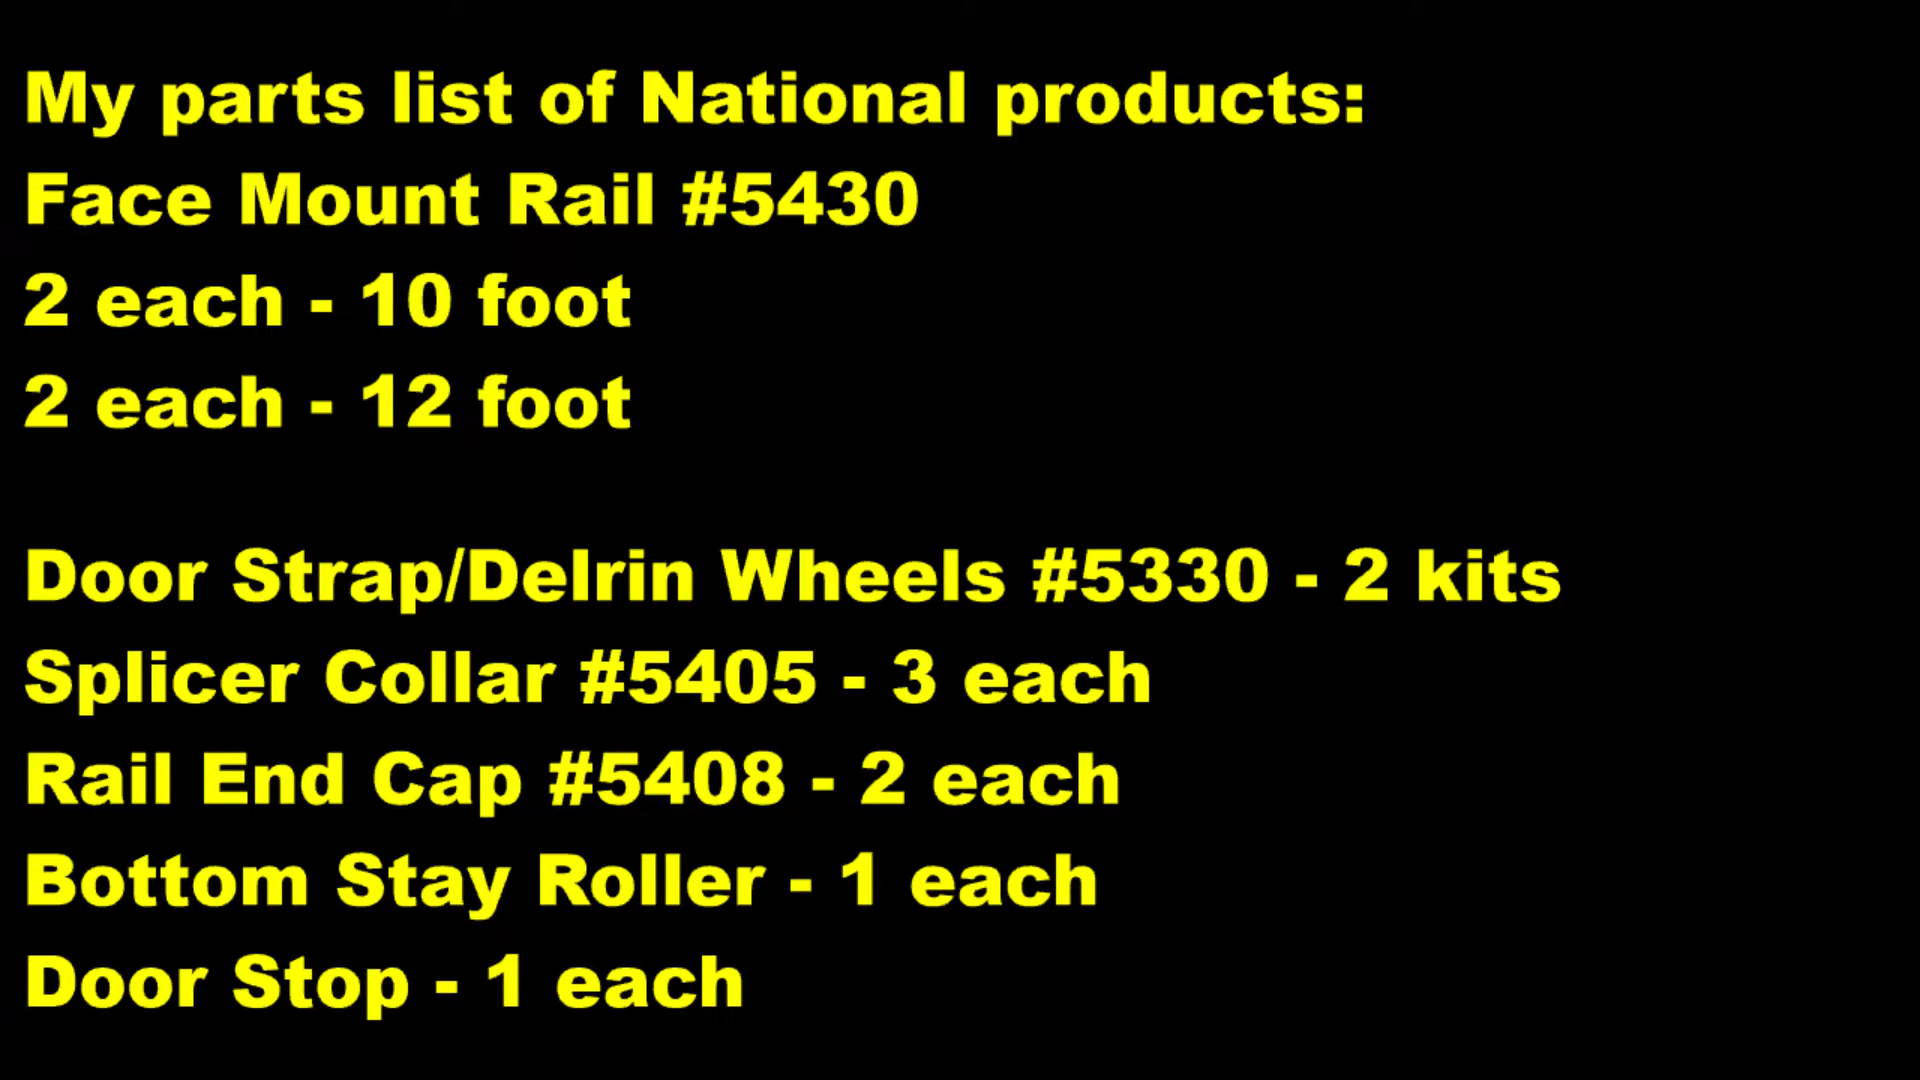 My parts list of National products:
Face Mount Rail #5430
2 each - 10 foot
2 each - 12 foot
Door Strap/Delrin Wheels #5330 - 2 kits
Splicer Collar #5405 - 3 each
Rail End Cap #5408 - 2 each
Bottom Stay Roller - 1 each
Door Stop - 1 each